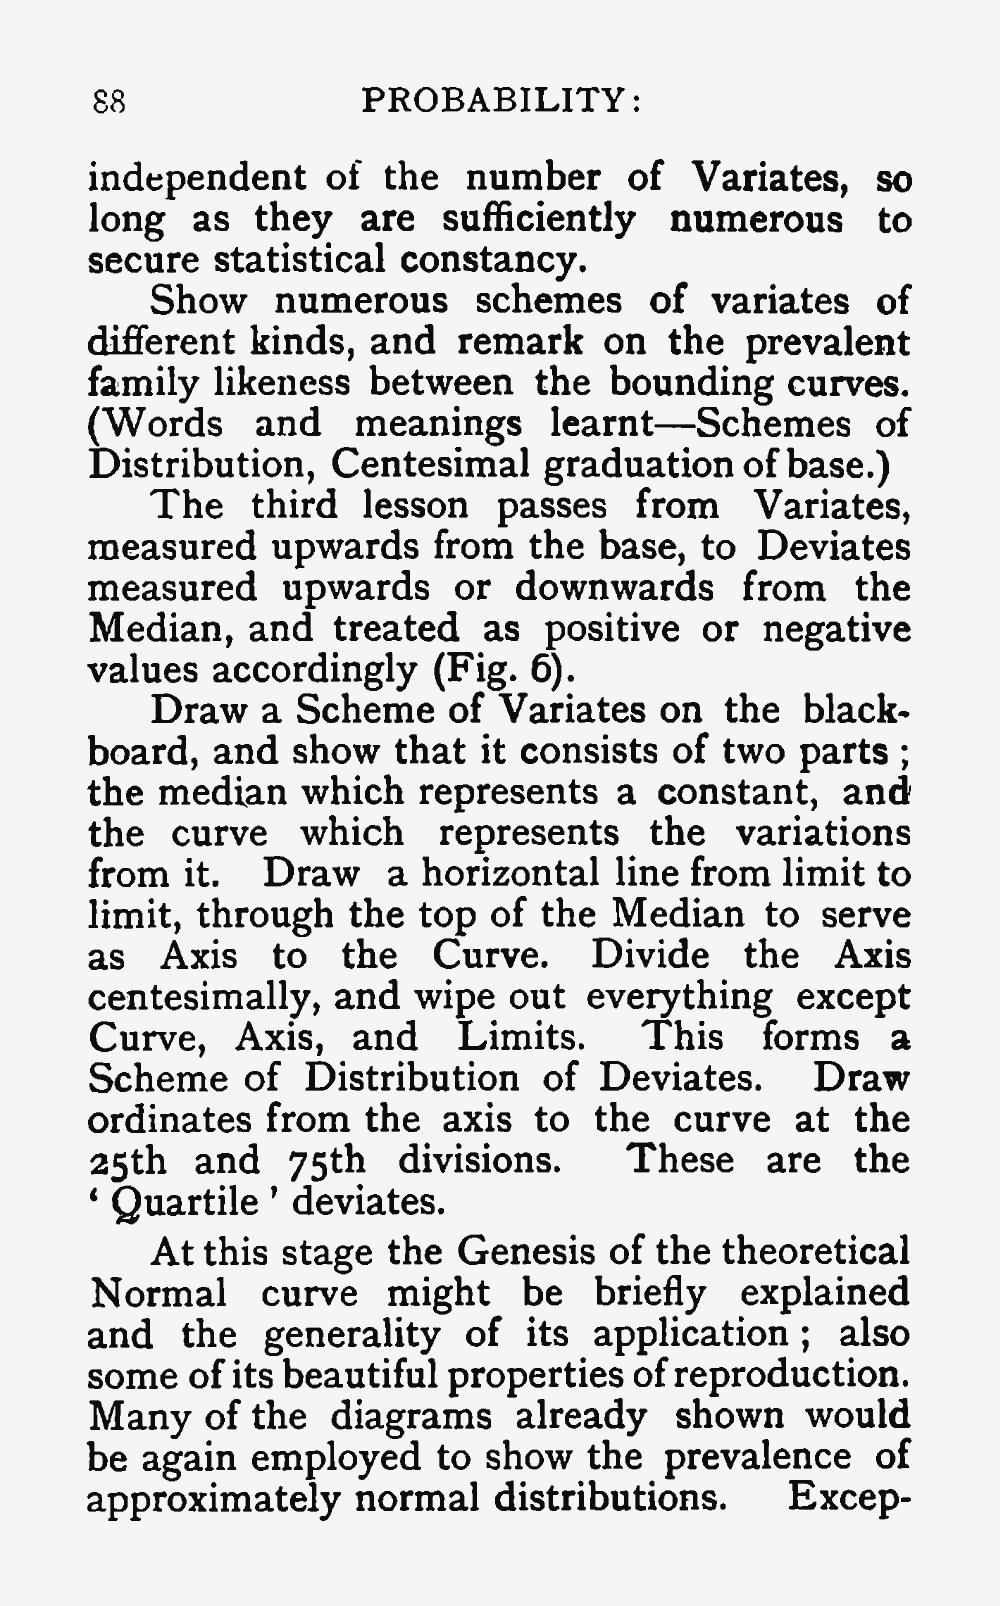 88 PROBABILITY:
independent of the number of Variates, so
long as they are sufficiently numerous to
secure statistical constancy.
Show numerous schemes of variates of
different kinds, and remark on the prevalent
family likeness between the bounding curves.
(Words and meanings learnt—Schemes of
Distribution, Centesimal graduation of base.)
The third lesson passes from Variates,
measured upwards from the base, to Deviates
measured upwards or downwards from the
Median, and treated as positive or negative
values accordingly (Fig. 6).
Draw a Scheme of Variates on the black-
board, and show that it consists of two parts ;
the median which represents a constant, and
the curve which represents the variations
from it. Draw a horizontal line from limit to
limit, through the top of the Median to serve
as Axis to the Curve. Divide the Axis
centesimally, and wipe out everything except
Curve, Axis, and Limits. This forms a
Scheme of Distribution of Deviates. Draw
ordinates from the axis to the curve at the
25th and 75th divisions. These are the
‘ Quartile ’ deviates.
At this stage the Genesis of the theoretical
Normal curve might be briefly explained
and the generality of its application ; also
some of its beautiful properties of reproduction.
Many of the diagrams already shown would
be again employed to show the prevalence of
approximately normal distributions. Excep-